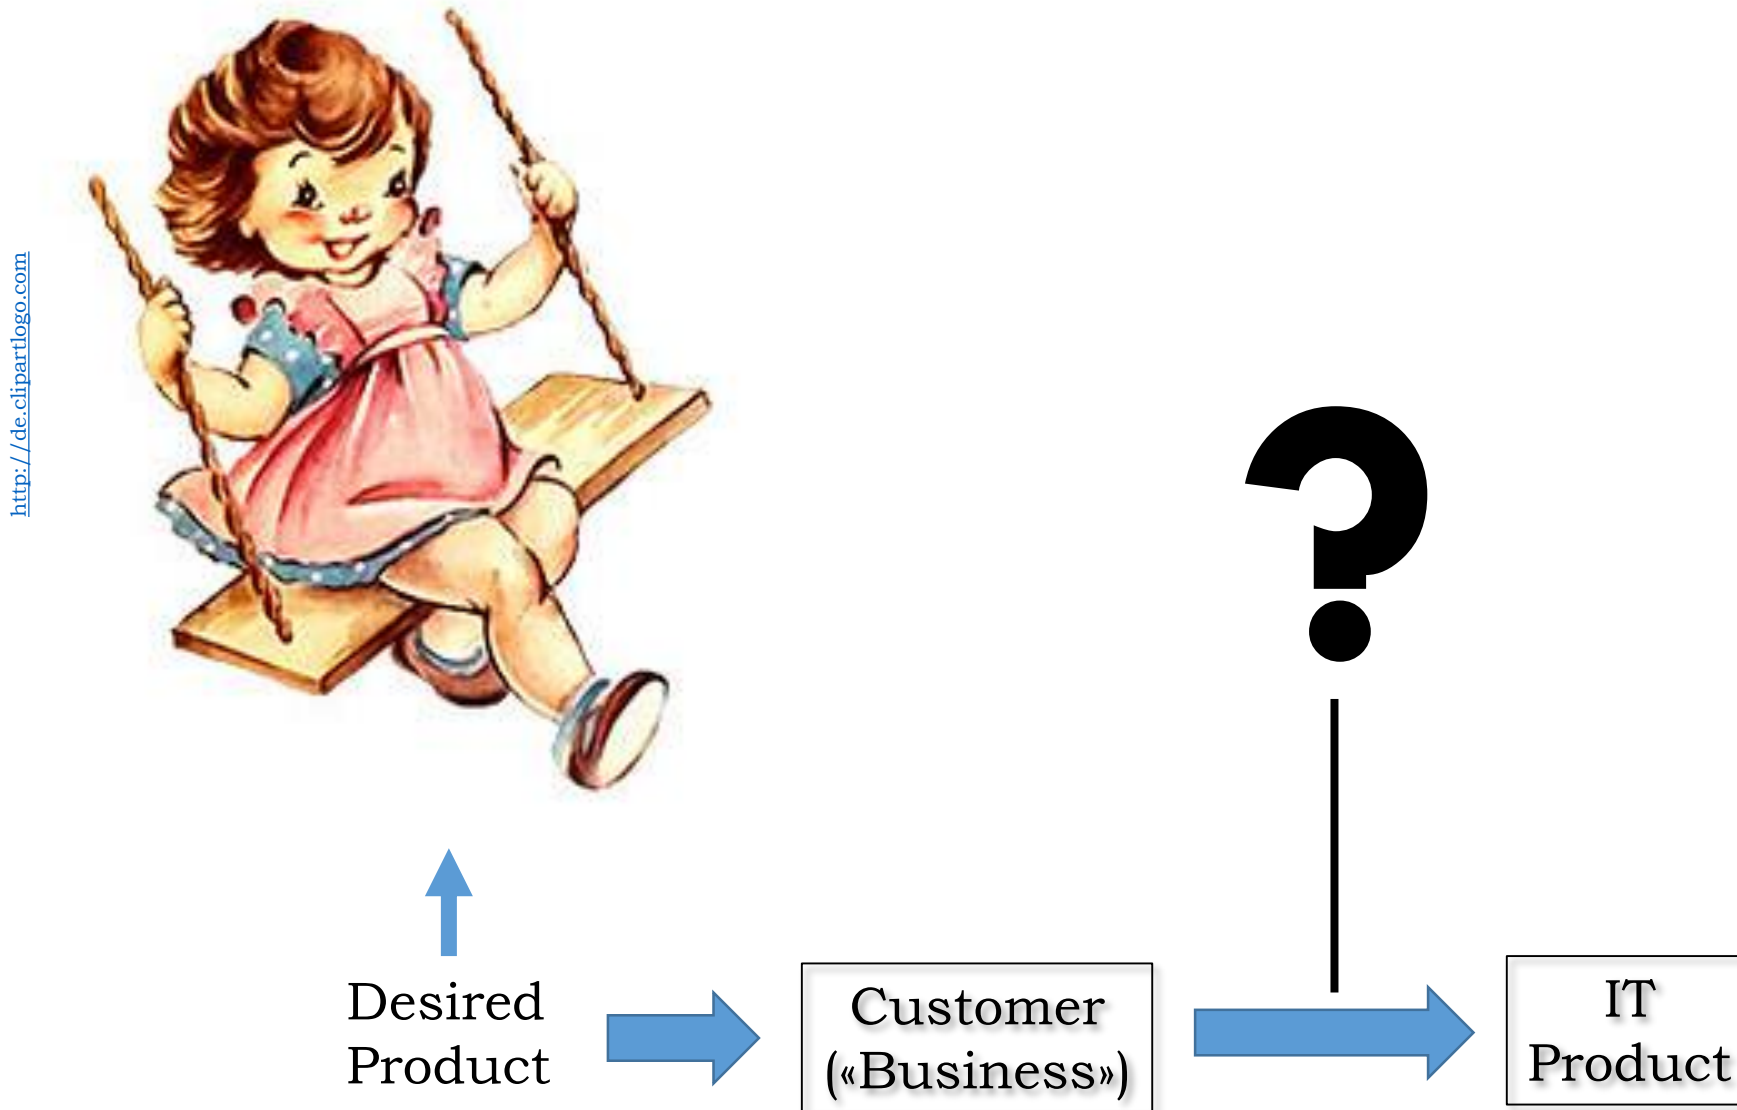 http://de.clipartlogo.com
?
Desired
Product
Customer
(«Business»)
IT
Product